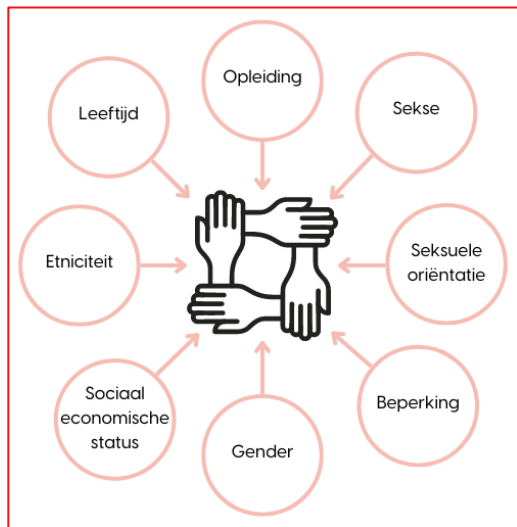 Opleiding
Leeftijd
Sekse
Etniciteit
Seksuele
oriëntatie
Sociaal
economische
status
Beperking
Gender